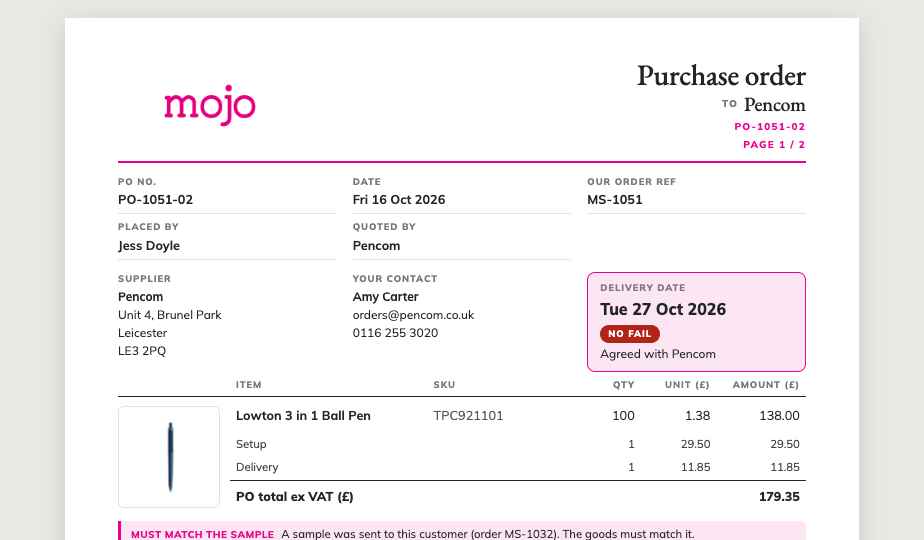 mojo
Purchase order
TO Pencom
PO-1051-02
PAGE 1 / 2
PO NO.
PO-1051-02
DATE
Fri 16 Oct 2026
OUR ORDER REF
MS-1051
PLACED BY
Jess Doyle
QUOTED BY
Pencom
SUPPLIER
Pencom
Unit 4, Brunel Park
Leicester
LE3 2PQ
YOUR CONTACT
Amy Carter
orders@pencom.co.uk
0116 255 3020
DELIVERY DATE
Tue 27 Oct 2026
NO FAIL
Agreed with Pencom
ITEM SKU QTY UNIT (£) AMOUNT (£)
Lowton 3 in 1 Ball Pen TPC921101 100 1.38 138.00
Setup 1 29.50 29.50
Delivery 1 11.85 11.85
PO total ex VAT (£) 179.35
MUST MATCH THE SAMPLE A sample was sent to this customer (order MS-1032). The goods must match it.